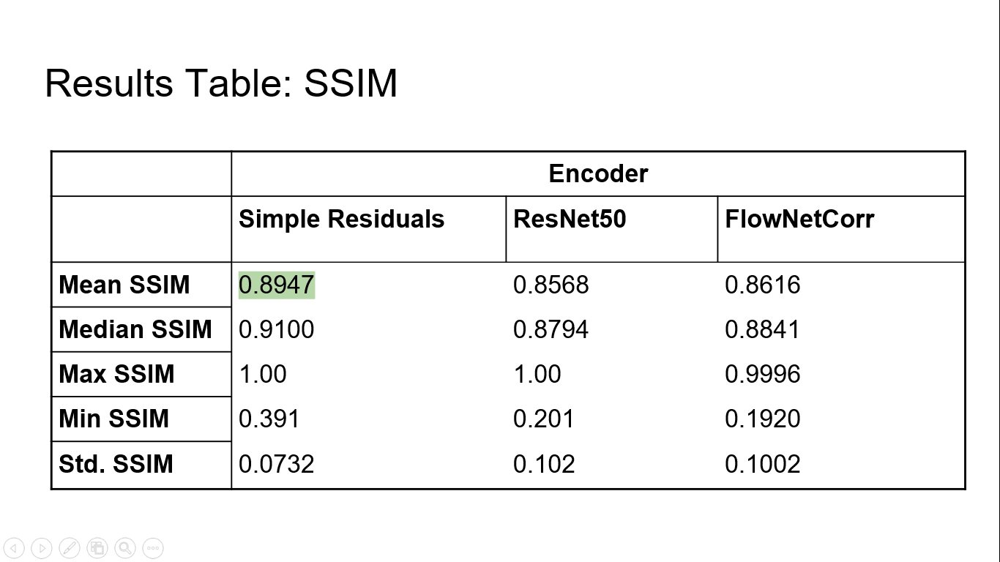 Results Table: SSIM
Encoder
Simple Residuals ResNet50 FlowNetCorr
Mean SSIM 0.8947 0.8568 0.8616
Median SSIM 0.9100 0.8794 0.8841
Max SSIM 1.00 1.00 0.9996
Min SSIM 0.391 0.201 0.1920
Std. SSIM 0.0732 0.102 0.1002